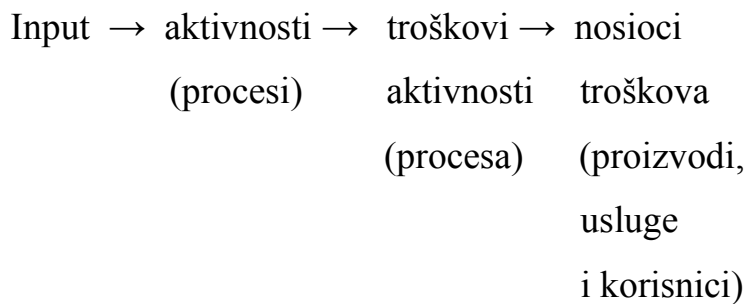 Input → aktivnosti → troškovi → nosioci
(procesi) aktivnosti troškova
(procesa) (proizvodi,
usluge
i korisnici)